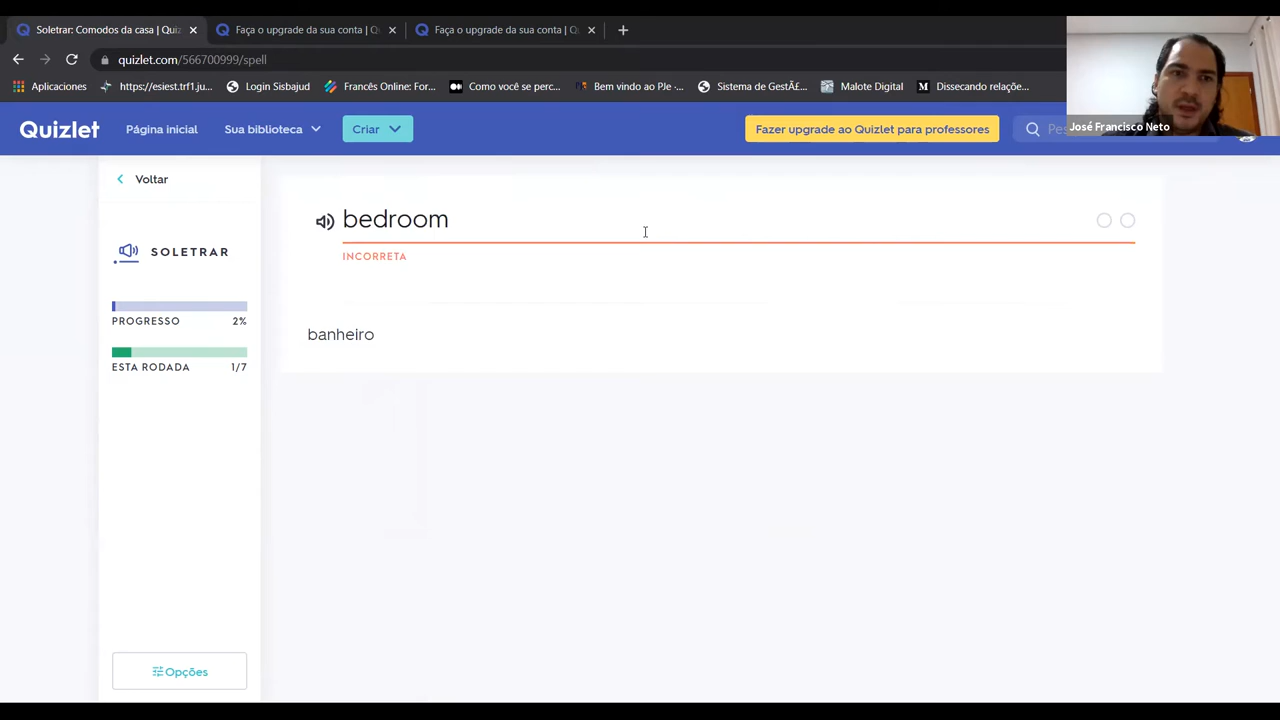 Soletrar: Comodos da casa | Qui
Faça o upgrade da sua conta | Q
Faça o upgrade da sua conta | Q
quizlet.com/566700999/spell
Aplicaciones
https://esiest.trf1.ju...
Login Sisbajud
Francês Online: For...
Como você se perc...
Bem vindo ao PJe ·...
Sistema de GestÃ£...
Malote Digital
Dissecando relaçõe...
Quizlet
Página inicial
Sua biblioteca
Criar
Fazer upgrade ao Quizlet para professores
Pes
José Francisco Neto
Voltar
SOLETRAR
PROGRESSO 2%
ESTA RODADA 1/7
Opções
bedroom
INCORRETA
banheiro